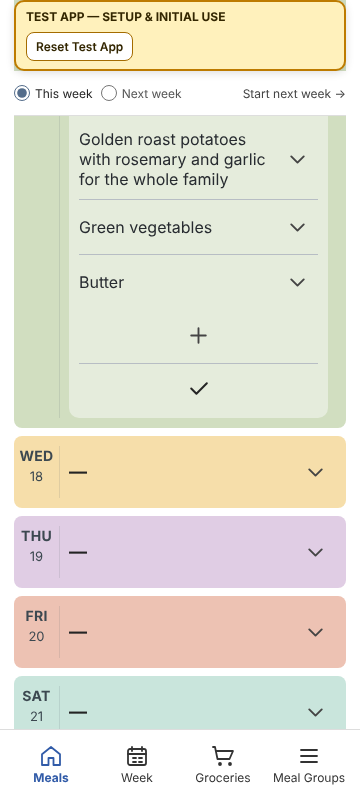 TEST APP — SETUP & INITIAL USE
Reset Test App
This week
Next week
Start next week →
Golden roast potatoes
with rosemary and garlic
for the whole family
Green vegetables
Butter
WED
18
—
THU
19
—
FRI
20
—
SAT
21
—
Meals
Week
Groceries
Meal Groups